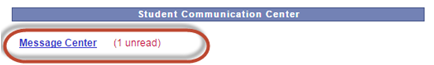 Student Communication Center
Message Center (1 unread)